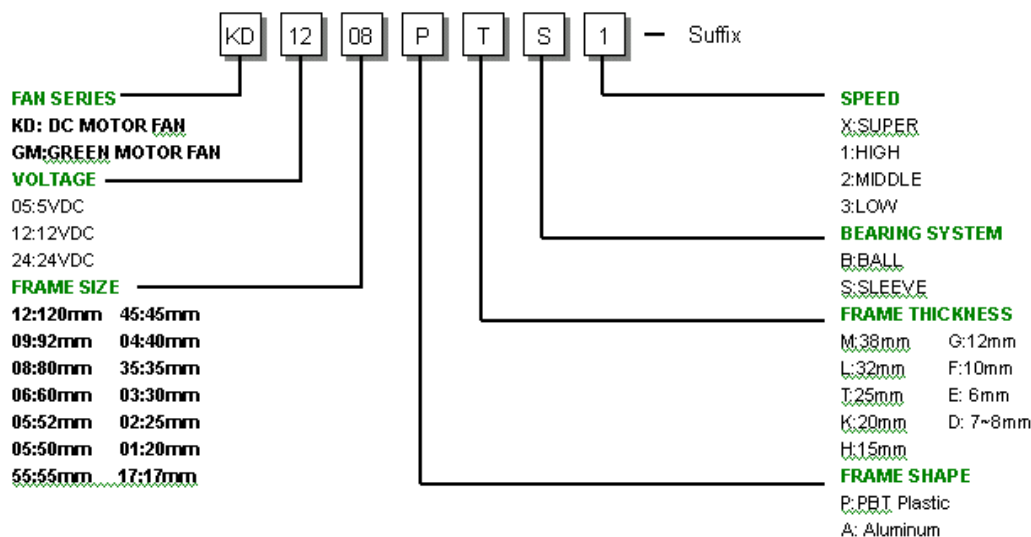 KD 12 08 P T S 1 — Suffix
FAN SERIES
KD: DC MOTOR FAN
GM;GREEN MOTOR FAN
VOLTAGE
05:5VDC
12:12VDC
24:24VDC
FRAME SIZE
12:120mm 45:45mm
09:92mm 04:40mm
08:80mm 35:35mm
06:60mm 03:30mm
05:52mm 02:25mm
05:50mm 01:20mm
55:55mm 17:17mm
SPEED
X:SUPER
1:HIGH
2:MIDDLE
3:LOW
BEARING SYSTEM
B:BALL
S:SLEEVE
FRAME THICKNESS
M:38mm G:12mm
L:32mm F:10mm
T:25mm E: 6mm
K:20mm D: 7~8mm
H:15mm
FRAME SHAPE
P:PBT Plastic
A: Aluminum